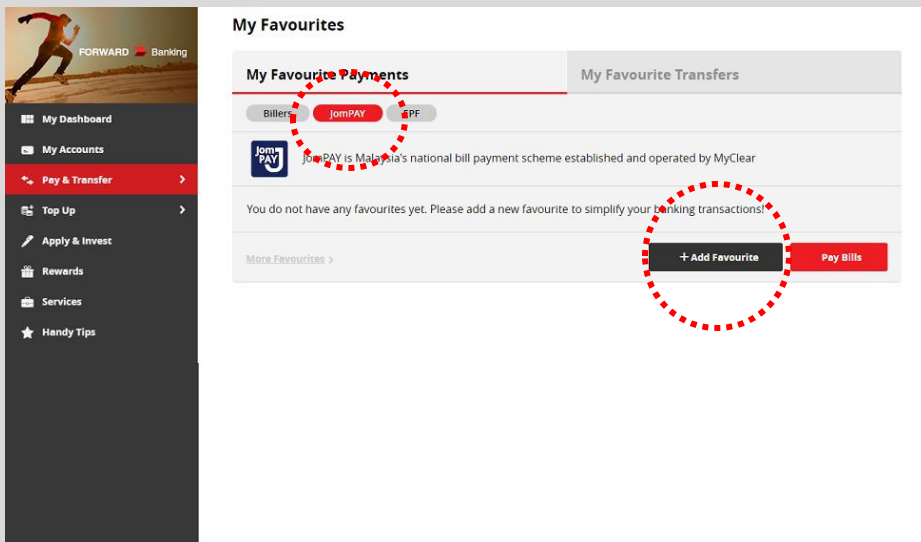 FORWARD Banking
My Dashboard
My Accounts
Pay & Transfer
Top Up
Apply & Invest
Rewards
Services
Handy Tips
My Favourites
My Favourite Payments
My Favourite Transfers
Billers
JomPAY
EPF
Jom
PAY
JomPAY is Malaysia's national bill payment scheme established and operated by MyClear
You do not have any favourites yet. Please add a new favourite to simplify your banking transactions!
More Favourites >
+ Add Favourite
Pay Bills